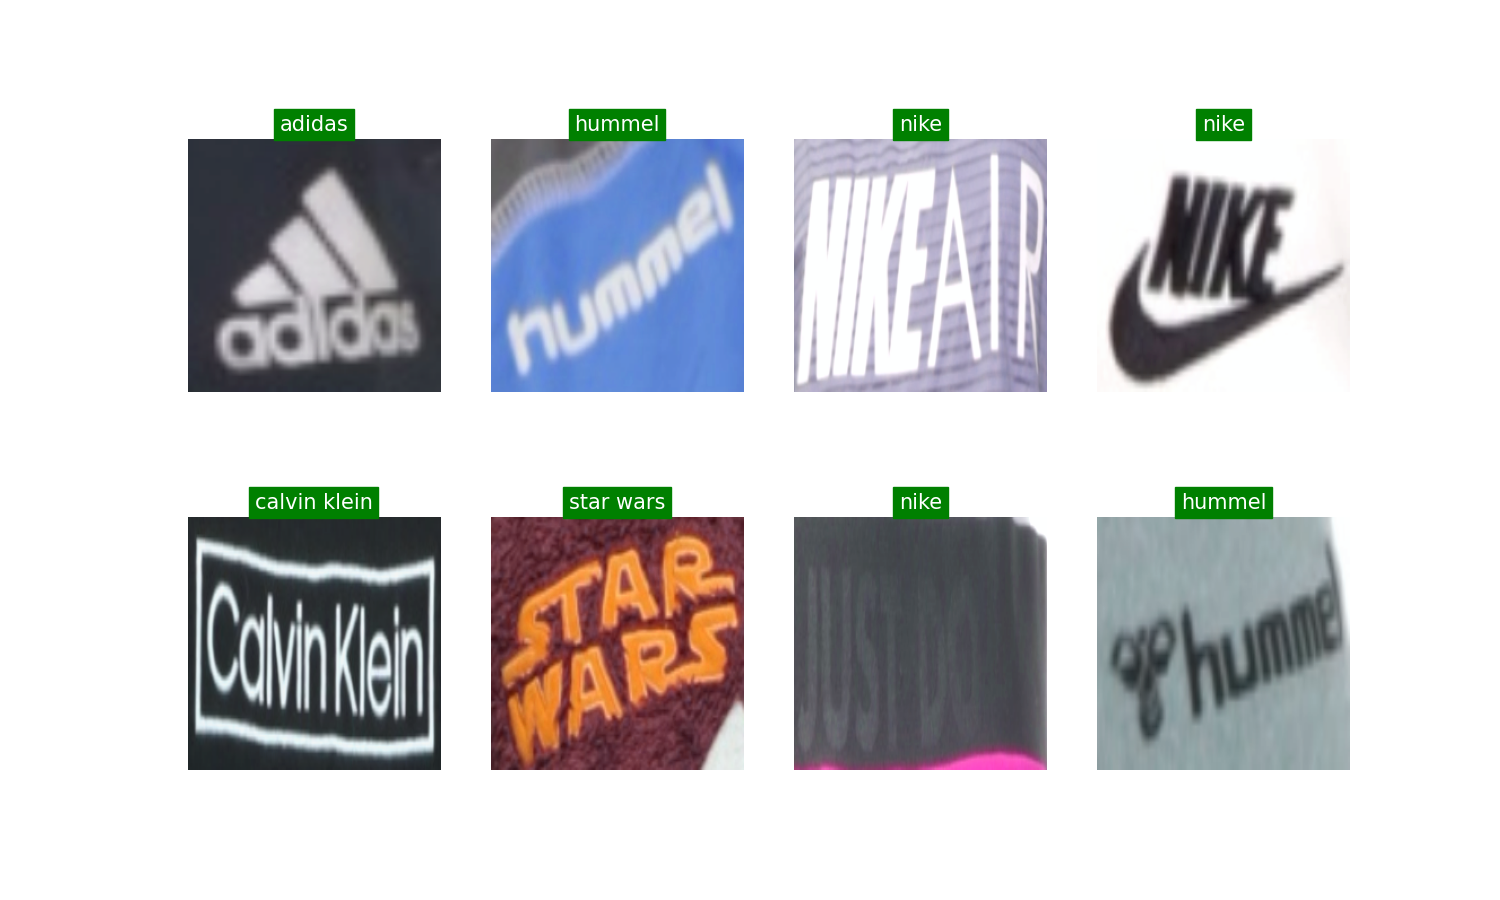 adidas
hummel
nike
nike
adidas
hummel
NIKE AIR
NIKE
calvin klein
star wars
nike
hummel
Calvin Klein
STAR
WARS
JUST DO
hummel